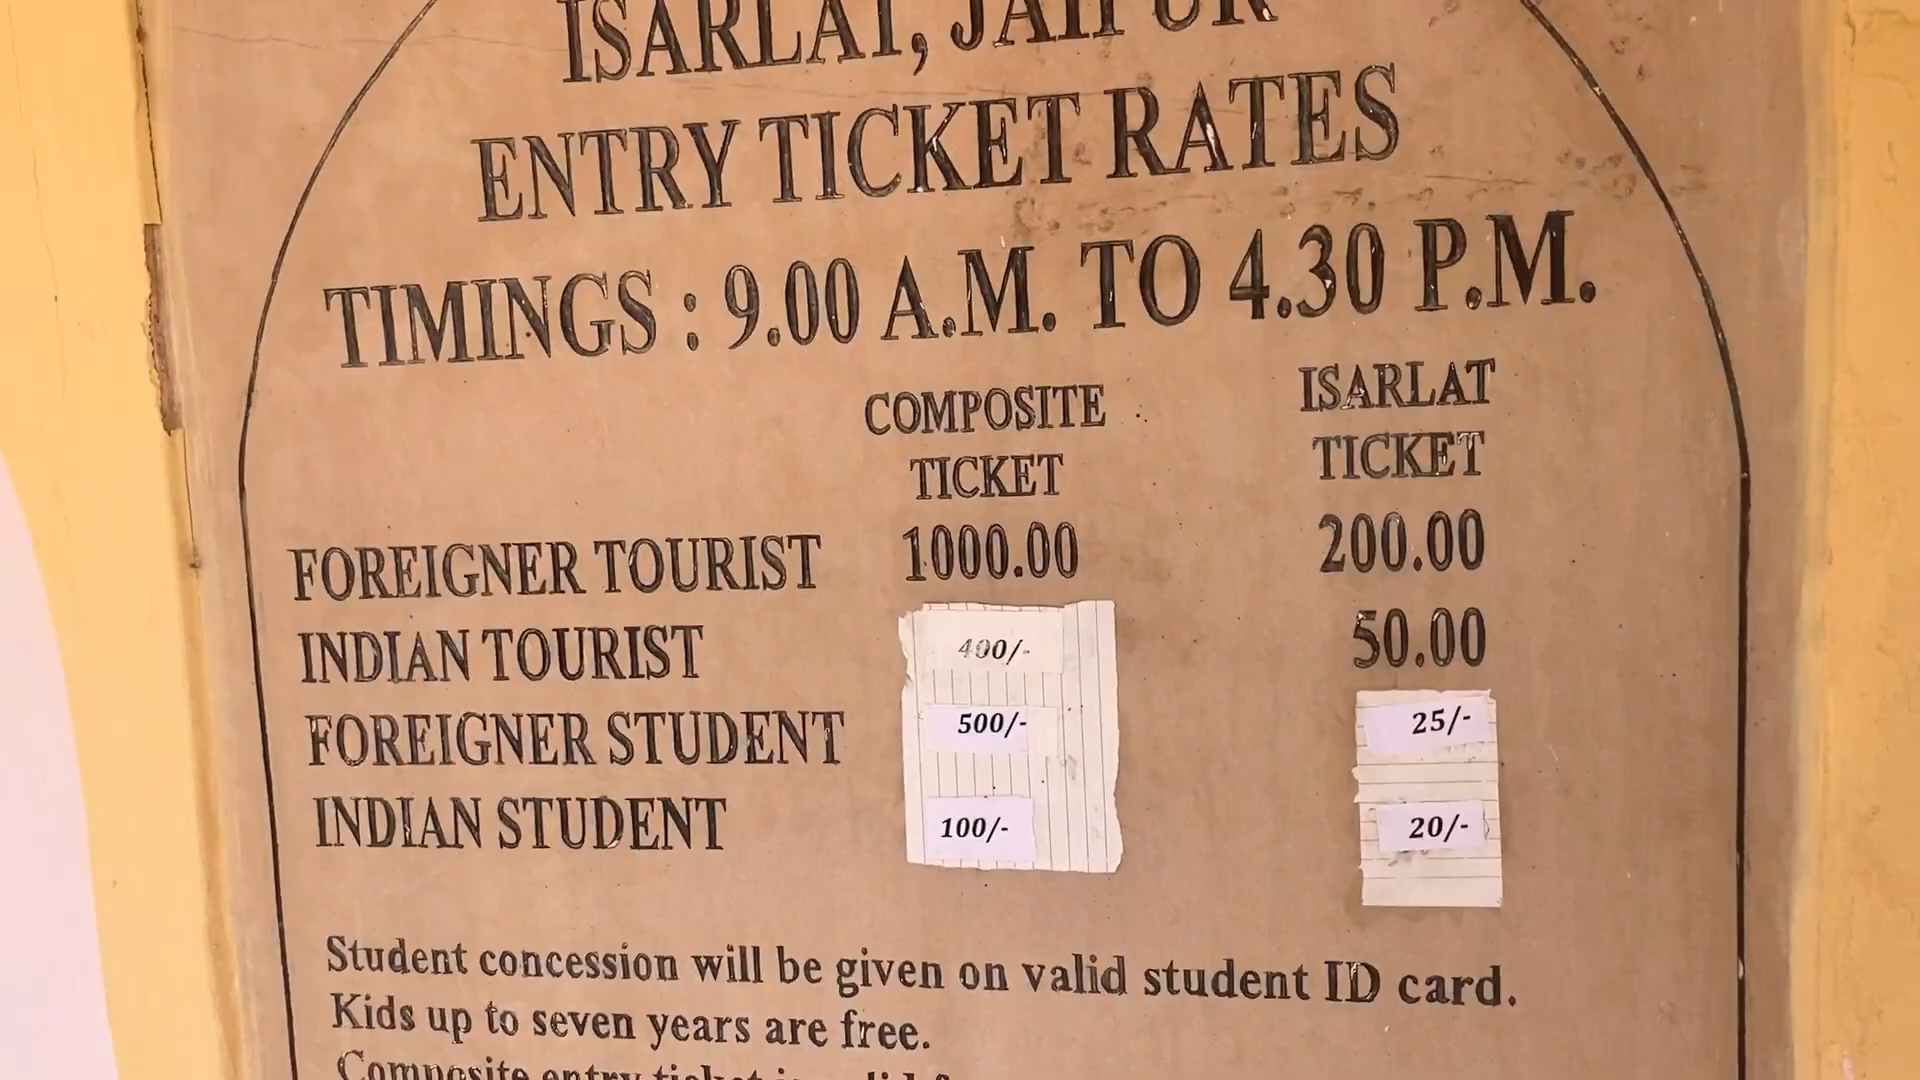 ISARLAT, JAIPUR
ENTRY TICKET RATES
TIMINGS : 9.00 A.M. TO 4.30 P.M.
COMPOSITE TICKET ISARLAT TICKET
FOREIGNER TOURIST 1000.00 200.00
INDIAN TOURIST 400/- 50.00
FOREIGNER STUDENT 500/- 25/-
INDIAN STUDENT 100/- 20/-
Student concession will be given on valid student ID card.
Kids up to seven years are free.
Composite entry ticket is valid